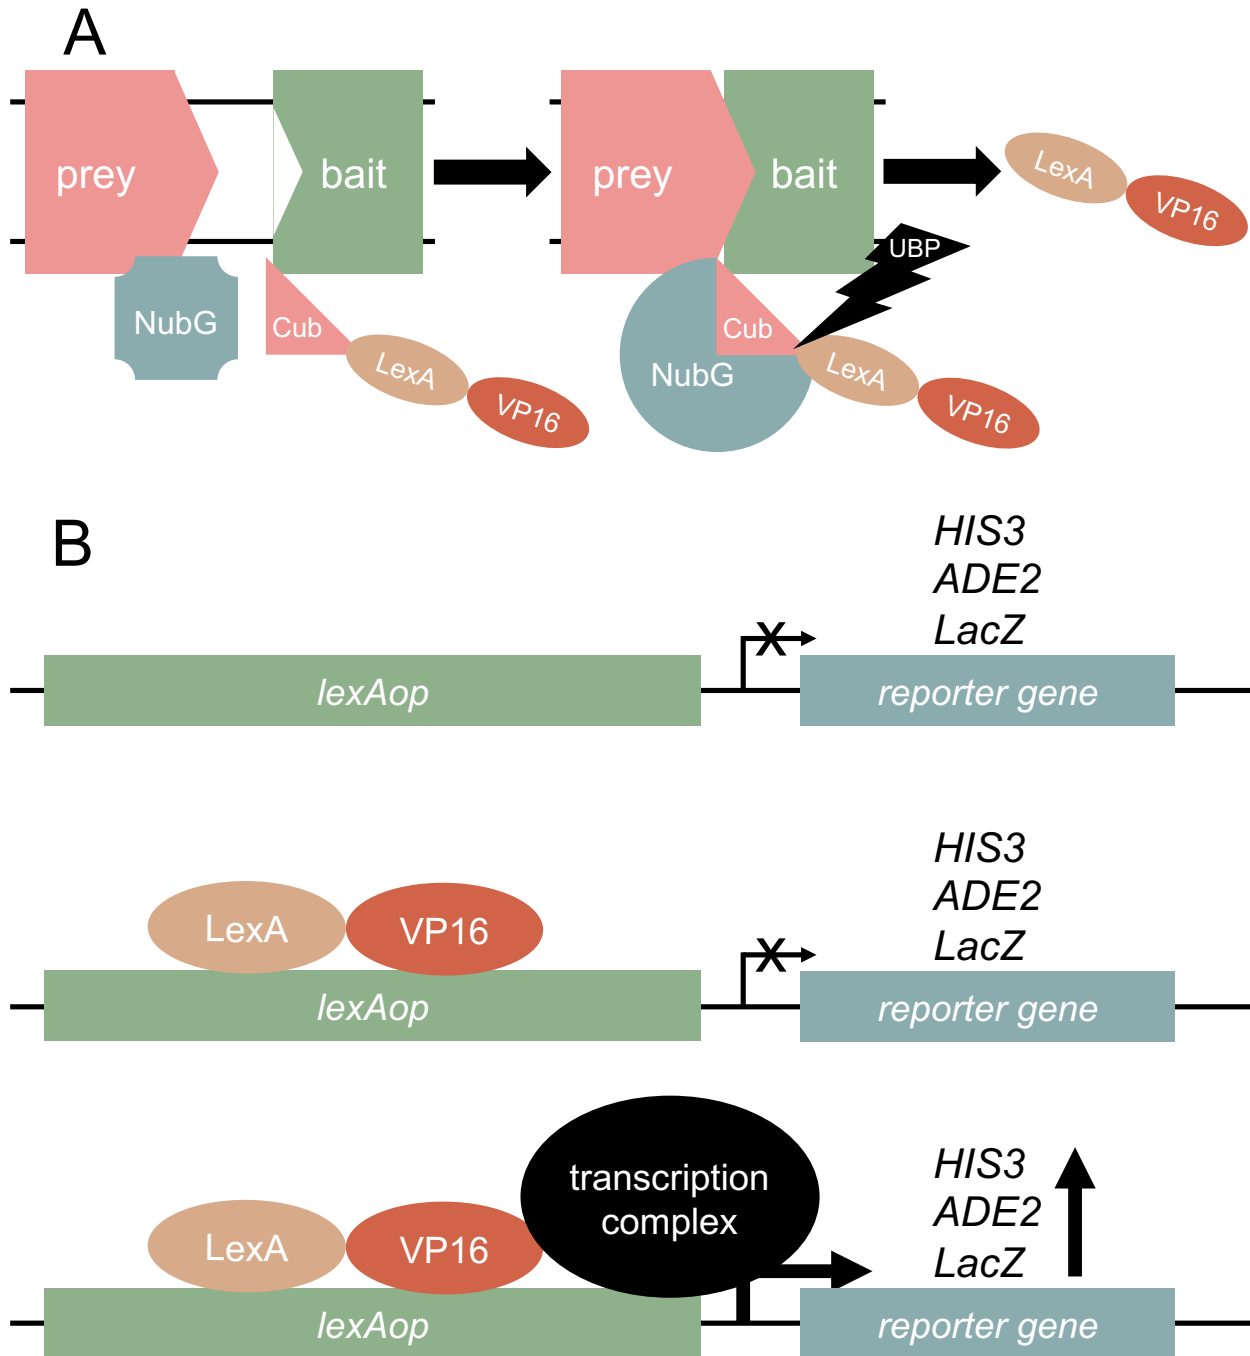 A
prey
bait
prey
bait
LexA
VP16
UBP
NubG
Cub
LexA
VP16
Cub
NubG
LexA
VP16
B
HIS3
ADE2
LacZ
X
lexAop
reporter gene
HIS3
ADE2
LacZ
LexA
VP16
X
lexAop
reporter gene
transcription
complex
HIS3
ADE2
LacZ
LexA
VP16
lexAop
reporter gene